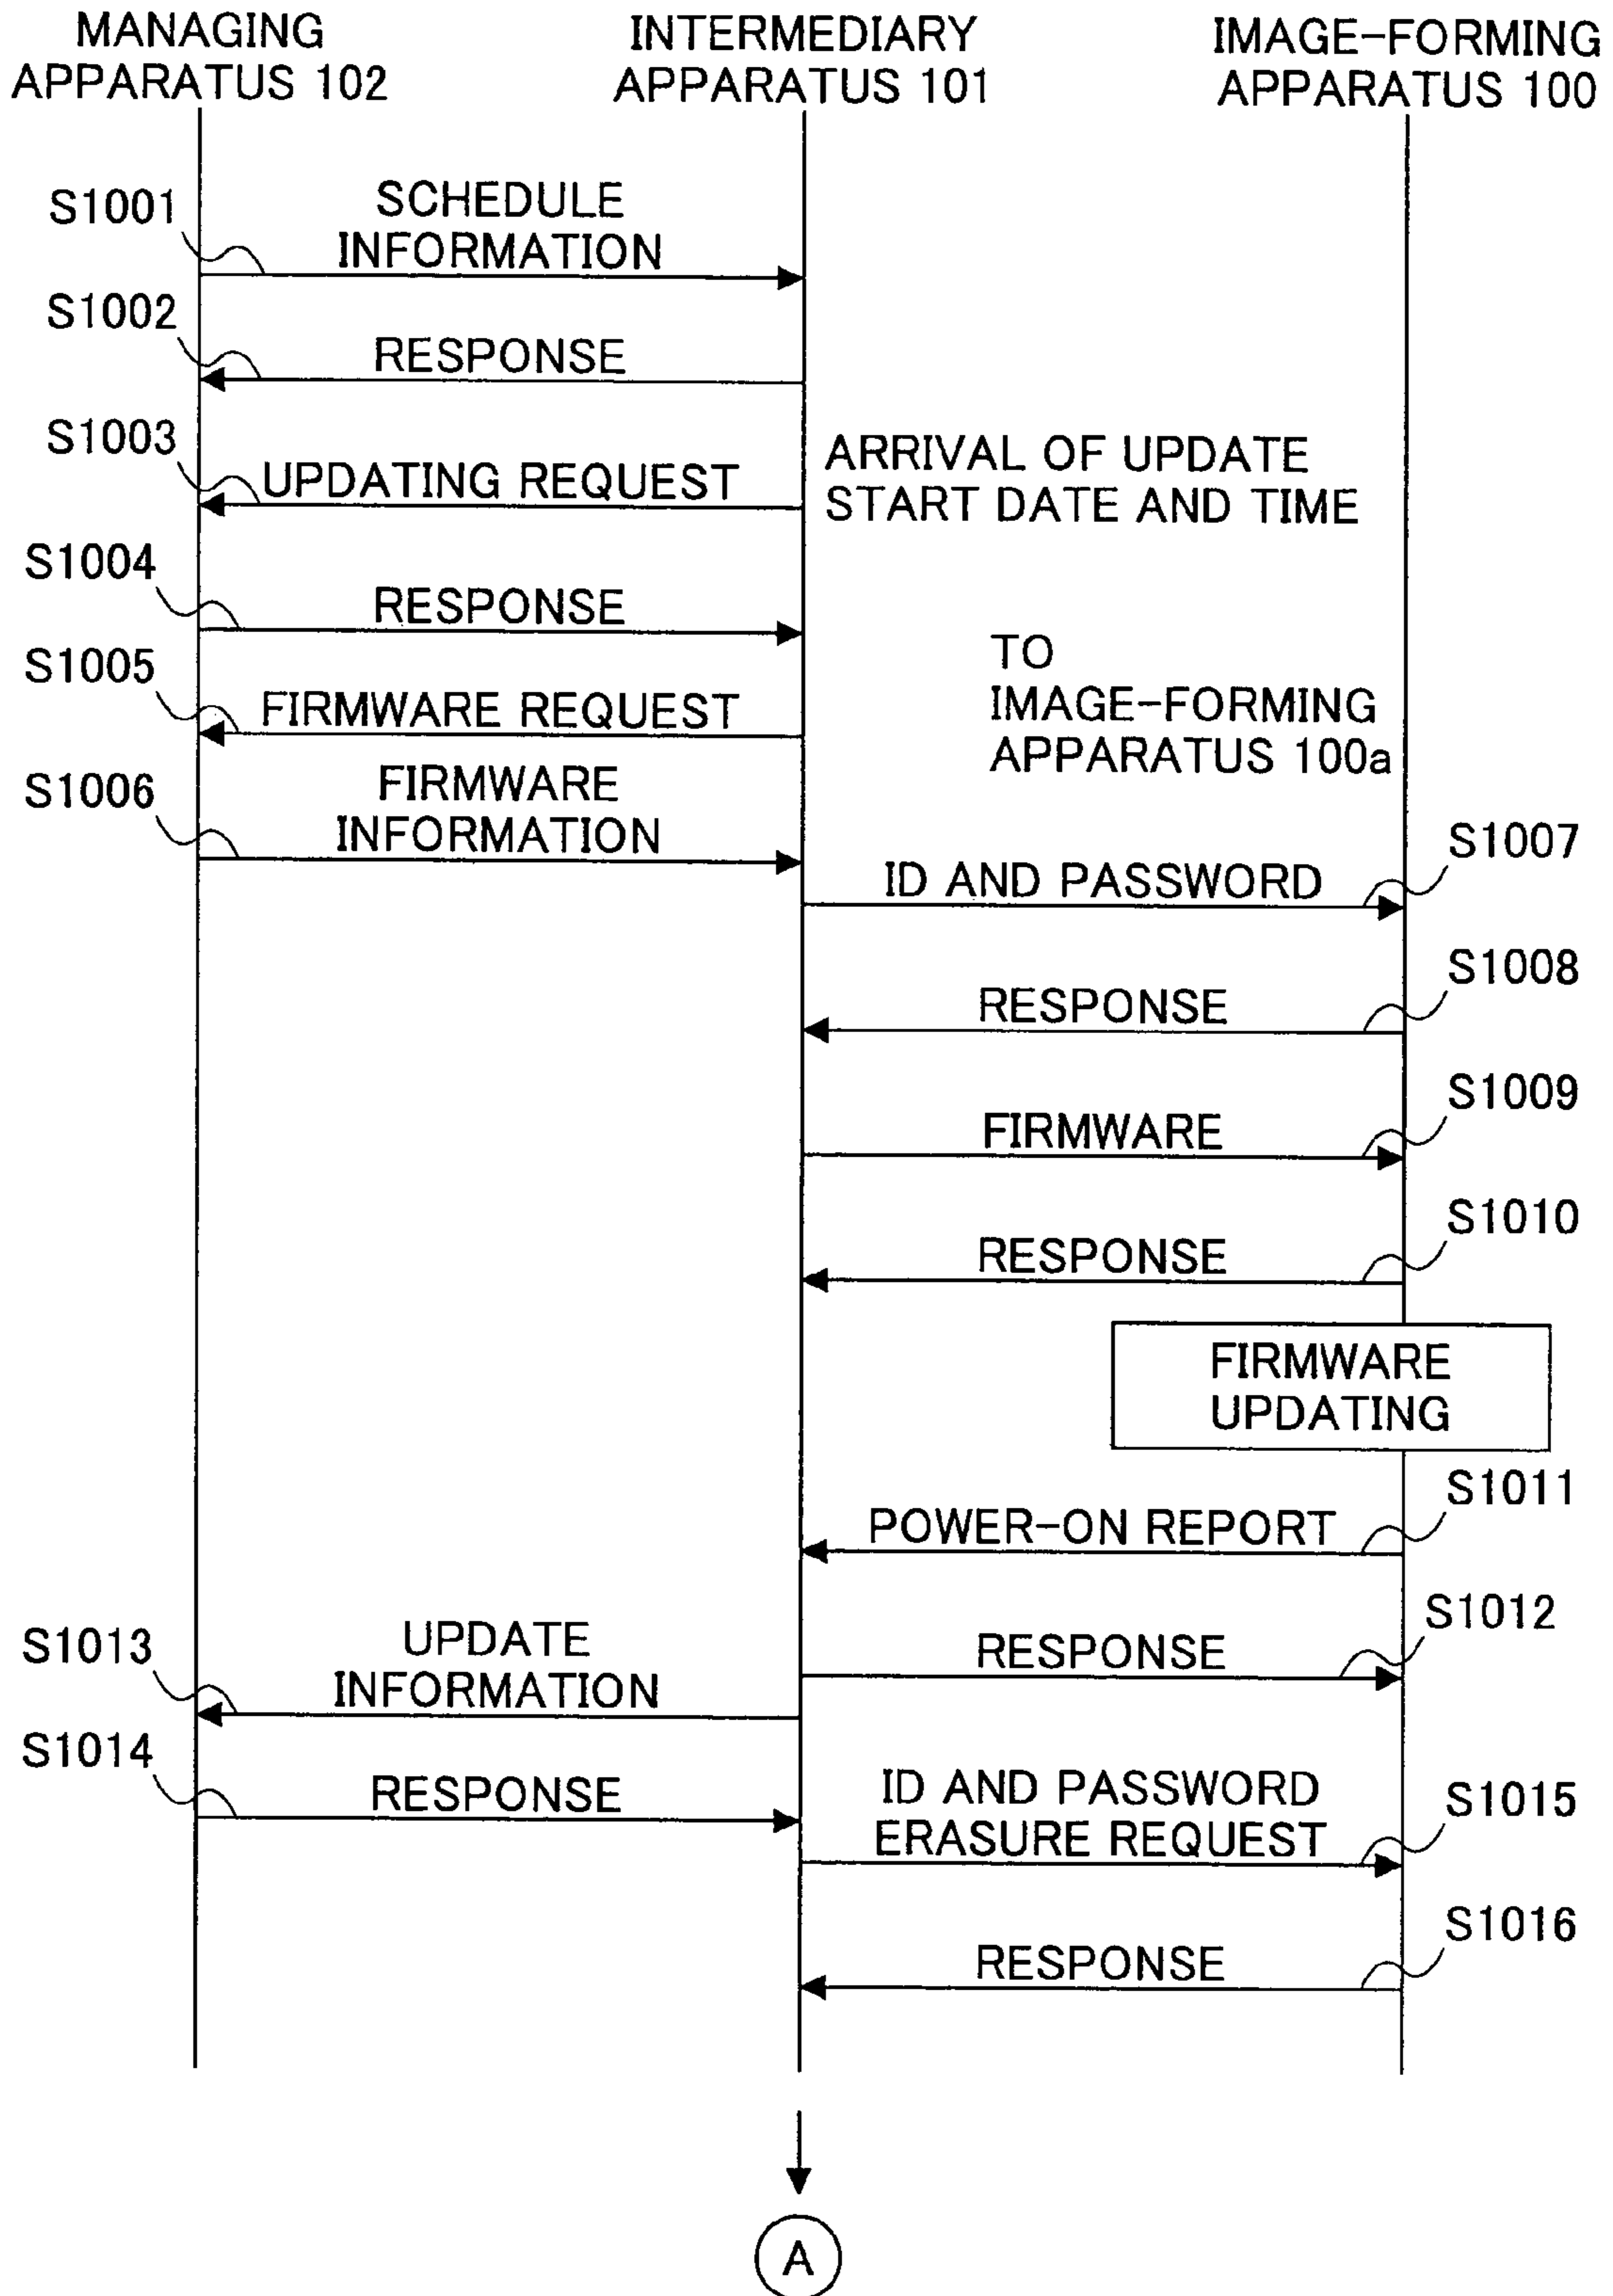 MANAGING
APPARATUS 102
INTERMEDIARY
APPARATUS 101
IMAGE-FORMING
APPARATUS 100
S1001
SCHEDULE
INFORMATION
S1002
RESPONSE
S1003
UPDATING REQUEST
ARRIVAL OF UPDATE
START DATE AND TIME
S1004
RESPONSE
S1005
FIRMWARE REQUEST
TO
IMAGE-FORMING
APPARATUS 100a
S1006
FIRMWARE
INFORMATION
S1007
ID AND PASSWORD
S1008
RESPONSE
S1009
FIRMWARE
S1010
RESPONSE
FIRMWARE
UPDATING
S1011
POWER-ON REPORT
S1012
RESPONSE
S1013
UPDATE
INFORMATION
S1014
RESPONSE
ID AND PASSWORD
ERASURE REQUEST
S1015
S1016
RESPONSE
A